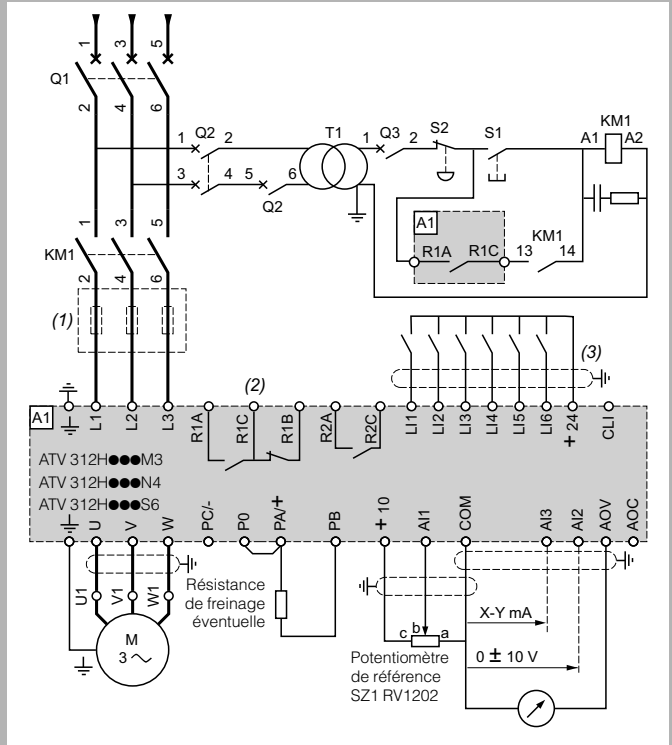 1 3 5
Q1
2 4 6
1 Q2 2 T1 1 Q3 2 S2 S1 KM1
A1 A2
3 4 5 6
Q2
A1
R1A R1C 13 KM1 14
1 3 5
KM1
2 4 6
(1)
(2) (3)
A1 L1 L2 L3 R1A R1C R1B R2A R2C LI1 LI2 LI3 LI4 LI5 LI6 + 24 CLI
ATV 312H●●●M3
ATV 312H●●●N4
ATV 312H●●●S6
U V W PC/- P0 PA/+ PB + 10 AI1 COM AI3 AI2 AOV AOC
U1 V1 W1
Résistance
de freinage
éventuelle
M
3
c b a
X-Y mA
0 ± 10 V
Potentiomètre
de référence
SZ1 RV1202